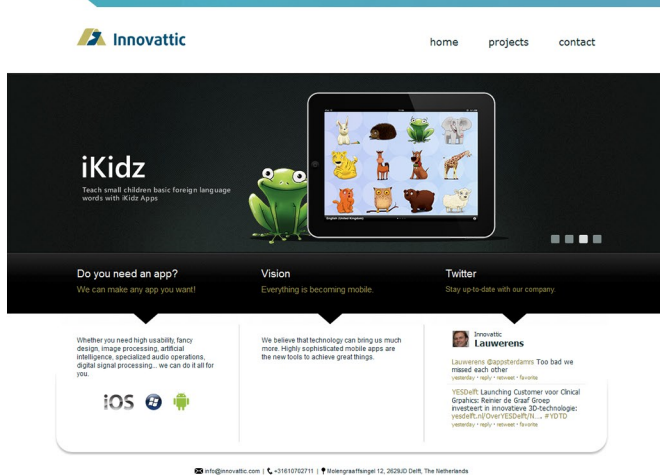 Innovattic
home projects contact
iKidz
Teach small children basic foreign language
words with iKidz Apps
English (United Kingdom)
Do you need an app?
We can make any app you want!
Vision
Everything is becoming mobile.
Twitter
Stay up-to-date with our company.
Whether you need high usability, fancy
design, image processing, artificial
intelligence, specialized audio operations,
digital signal processing... we can do it all for
you.
iOS
We believe that technology can bring us much
more. Highly sophisticated mobile apps are
the new tools to achieve great things.
Innovattic
Lauwerens
Lauwerens @appsterdamrs Too bad we
missed each other
yesterday • reply • retweet • favorite
YESDelft Launching Customer voor Clinical
Grpahics: Reinier de Graaf Groep
investeert in innovatieve 3D-technologie:
yesdelft.nl/OverYESDelft/N... #YDTD
yesterday • reply • retweet • favorite
info@innovattic.com | +31610702711 | Molengraaffsingel 12, 2629JD Delft, The Netherlands